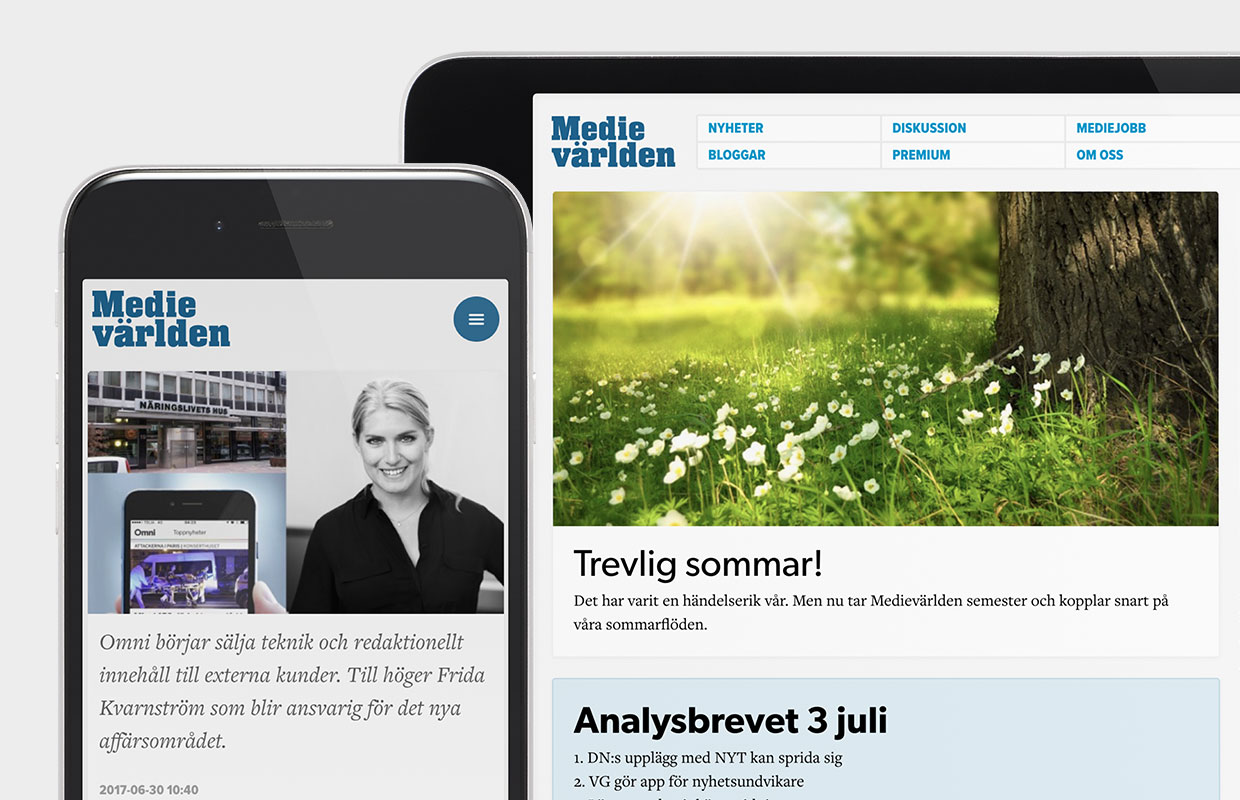 Medie
världen
NÄRINGSLIVETS HUS
Omni Toppnyheter
ATTACKERNA I PARIS | KONSERTHUSET
Omni börjar sälja teknik och redaktionellt
innehåll till externa kunder. Till höger Frida
Kvarnström som blir ansvarig för det nya
affärsområdet.
2017-06-30 10:40
Medie
världen
NYHETER DISKUSSION MEDIEJOBB
BLOGGAR PREMIUM OM OSS
Trevlig sommar!
Det har varit en händelserik vår. Men nu tar Medievärlden semester och kopplar snart på
våra sommarflöden.
Analysbrevet 3 juli
1. DN:s upplägg med NYT kan sprida sig
2. VG gör app för nyhetsundvikare